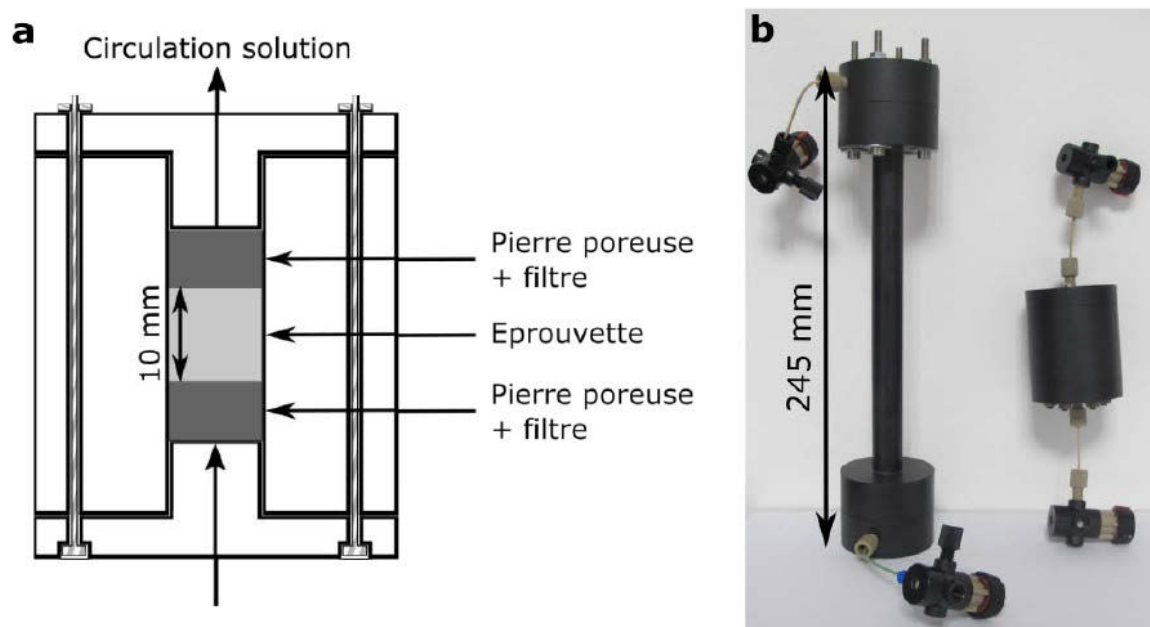 a
Circulation solution
Pierre poreuse
+ filtre
10 mm
Eprouvette
Pierre poreuse
+ filtre
b
245 mm